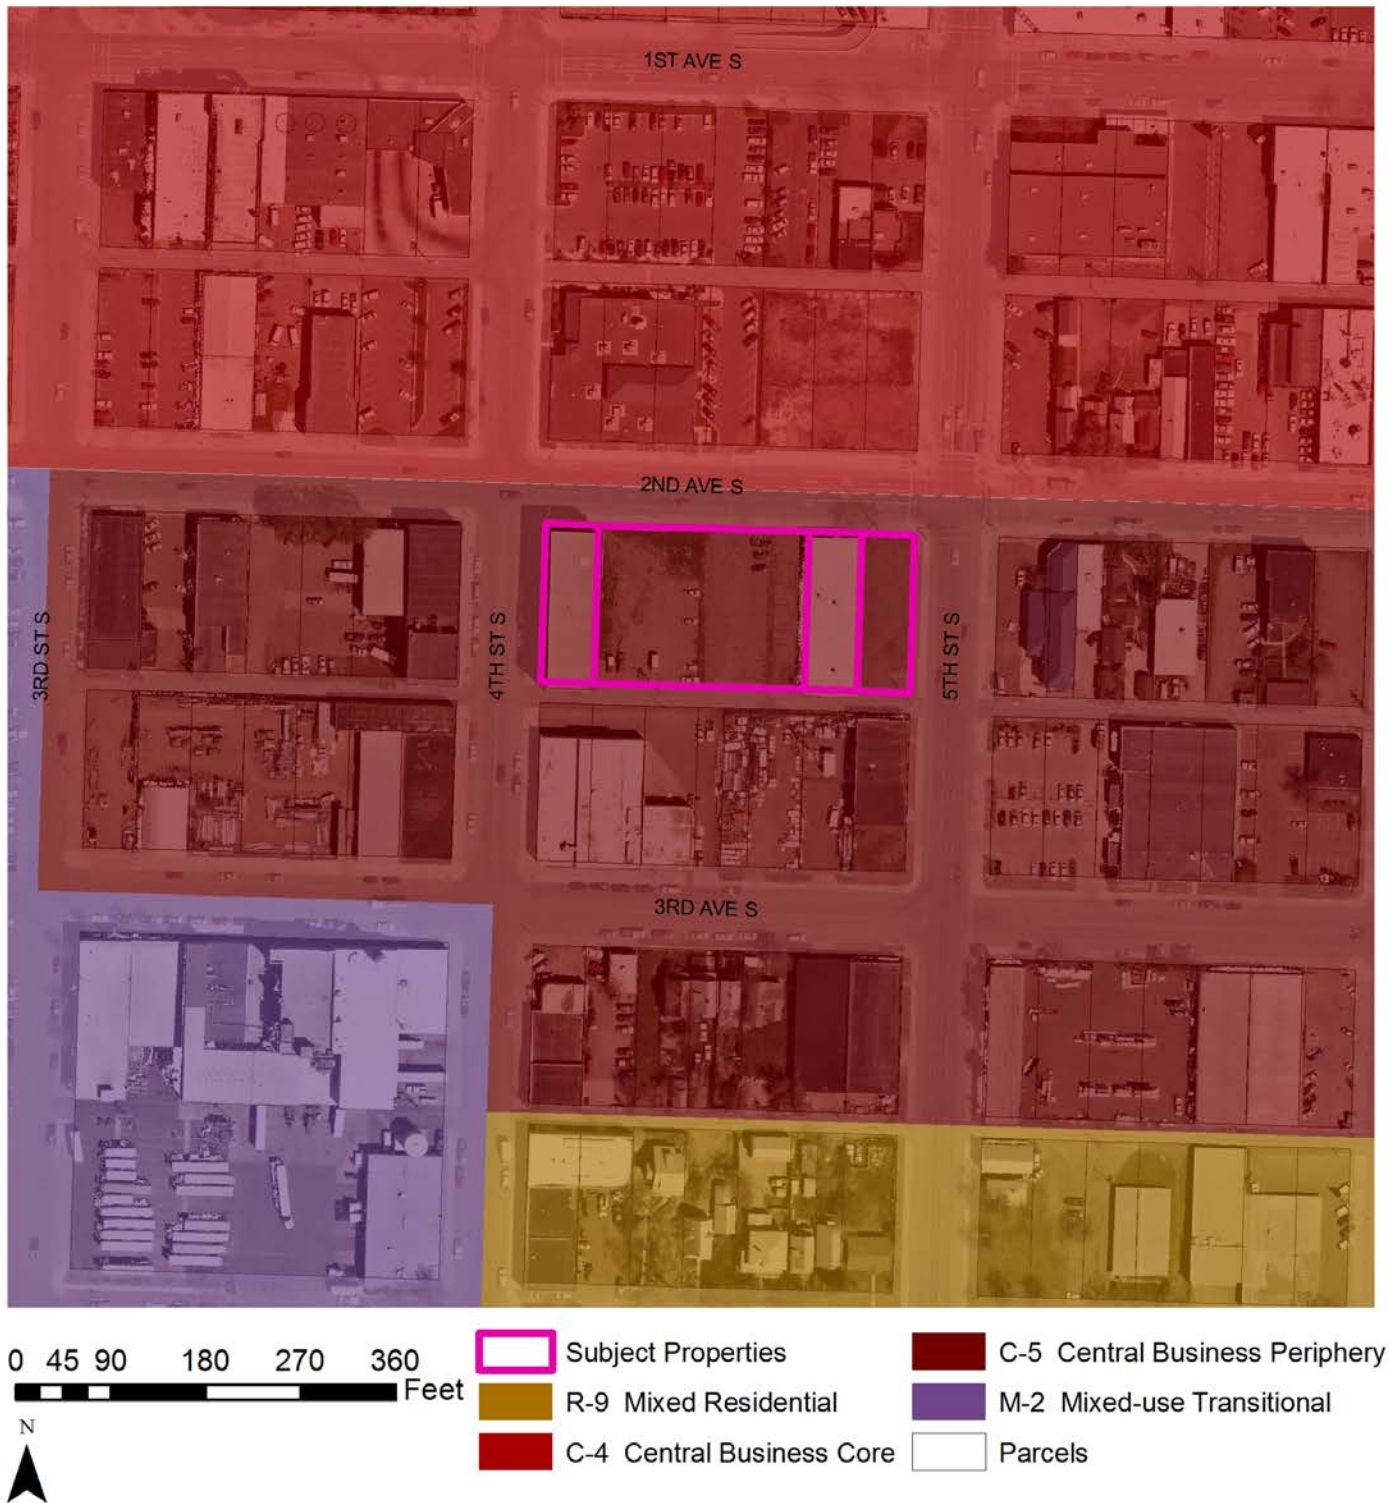 1ST AVE S
2ND AVE S
3RD ST S
4TH ST S
5TH ST S
3RD AVE S
0 45 90 180 270 360
Feet
N
Subject Properties
R-9 Mixed Residential
C-4 Central Business Core
C-5 Central Business Periphery
M-2 Mixed-use Transitional
Parcels